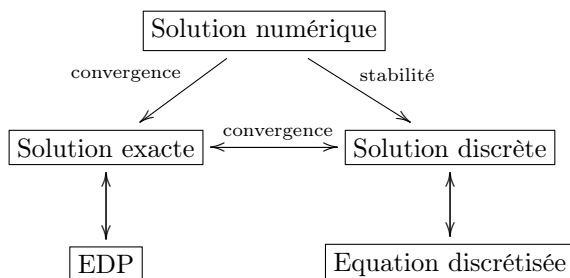 Solution numérique
convergence
stabilité
convergence
Solution exacte
Solution discrète
EDP
Equation discrétisée